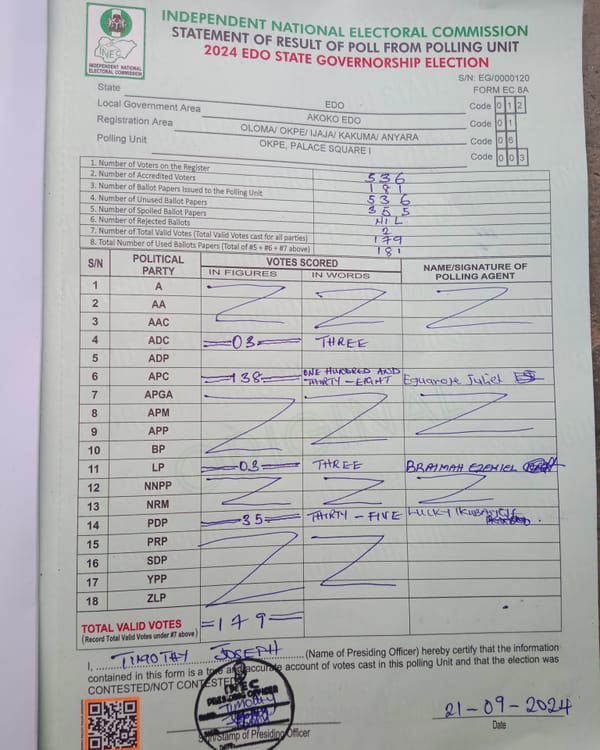 INDEPENDENT NATIONAL ELECTORAL COMMISSION
STATEMENT OF RESULT OF POLL FROM POLLING UNIT
2024 EDO STATE GOVERNORSHIP ELECTION
INEC
INDEPENDENT NATIONAL
ELECTORAL COMMISSION
S/N: EG/0000120
FORM EC 8A
State EDO Code 0 1 2
Local Government Area AKOKO EDO Code 0 1
Registration Area OLOMA/ OKPE/ IJAJA/ KAKUMA/ ANYARA Code 0 6
Polling Unit OKPE, PALACE SQUARE I Code 0 0 3
1. Number of Voters on the Register 536
2. Number of Accredited Voters 181
3. Number of Ballot Papers Issued to the Polling Unit 536
4. Number of Unused Ballot Papers 355
5. Number of Spoiled Ballot Papers NIL
6. Number of Rejected Ballots 2
7. Number of Total Valid Votes (Total Valid Votes cast for all parties) 179
8. Total Number of Used Ballots Papers (Total of #5 + #6 + #7 above) 181
S/N POLITICAL PARTY VOTES SCORED NAME/SIGNATURE OF POLLING AGENT
IN FIGURES IN WORDS
1 A
2 AA
3 AAC
4 ADC 03 THREE
5 ADP
6 APC 138 ONE HUNDRED AND THIRTY-EIGHT Eguarose Juliet
7 APGA
8 APM
9 APP
10 BP
11 LP 03 THREE BRAIMAH EZEKIEL
12 NNPP
13 NRM
14 PDP 35 THIRTY-FIVE LUCKY
15 PRP
16 SDP
17 YPP
18 ZLP
TOTAL VALID VOTES =179=
(Record Total Valid Votes under #7 above)
I, TIMOTHY JOSEPH (Name of Presiding Officer) hereby certify that the information
contained in this form is a true and accurate account of votes cast in this polling Unit and that the election was
CONTESTED/NOT CONTESTED
INEC
PRESIDING OFFICER
TIMOTHY
DATE:
Sign/Stamp of Presiding Officer
21-09-2024
Date